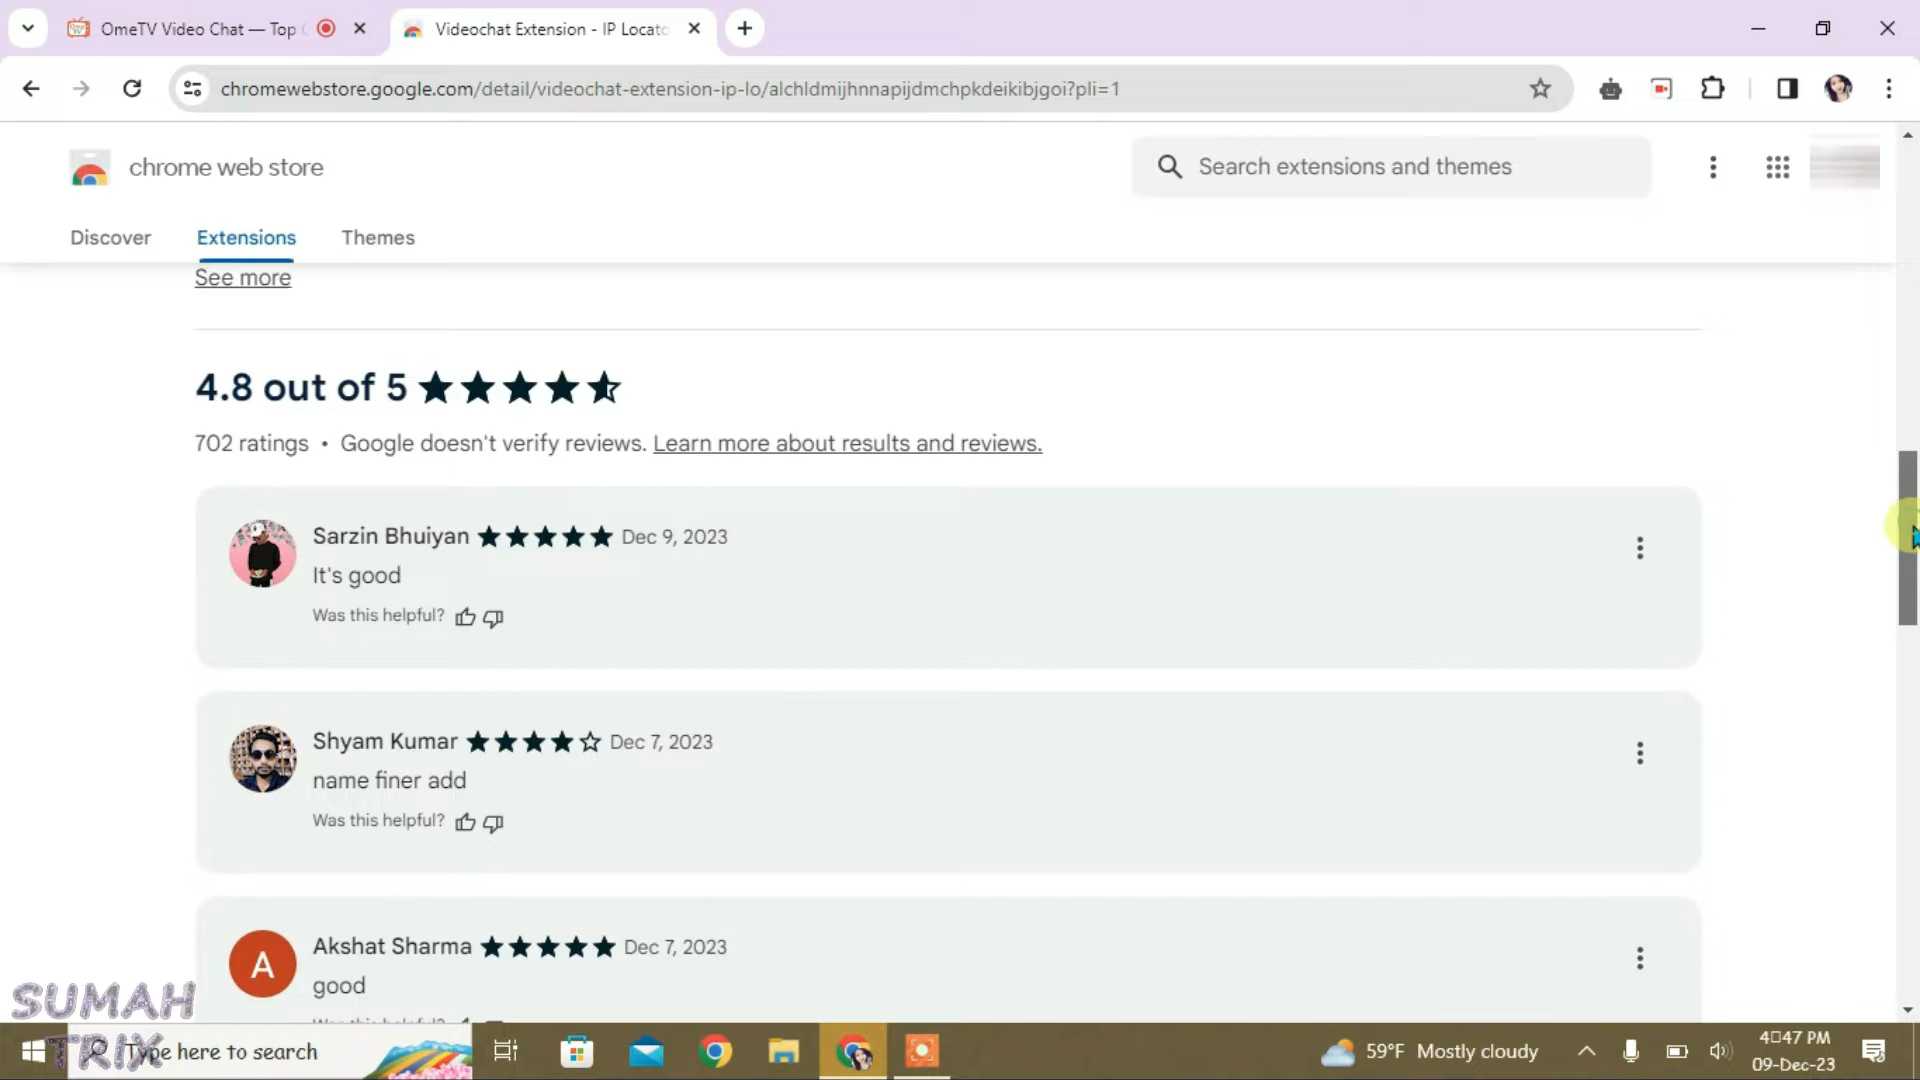 OmeTV Video Chat — Top
Videochat Extension - IP Locato
chromewebstore.google.com/detail/videochat-extension-ip-lo/alchldmijhnnapijdmchpkdeikibjgoi?pli=1
chrome web store
Search extensions and themes
Discover
Extensions
Themes
See more
4.8 out of 5
702 ratings • Google doesn't verify reviews. Learn more about results and reviews.
Sarzin Bhuiyan Dec 9, 2023
It's good
Was this helpful?
Shyam Kumar Dec 7, 2023
name finer add
Was this helpful?
A
Akshat Sharma Dec 7, 2023
good
Was this helpful?
SUMAH
TRIX
Type here to search
59°F Mostly cloudy
4:47 PM
09-Dec-23